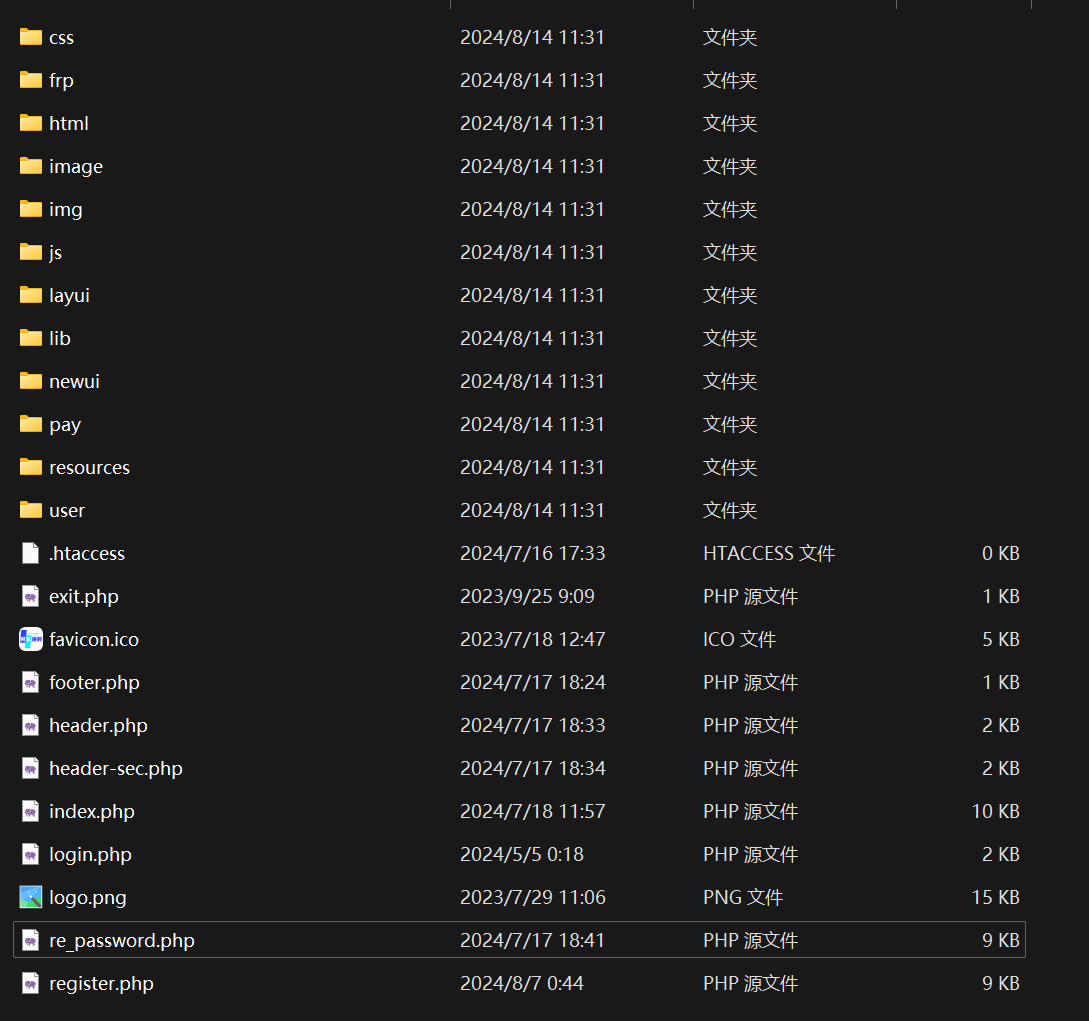 css 2024/8/14 11:31 文件夹
frp 2024/8/14 11:31 文件夹
html 2024/8/14 11:31 文件夹
image 2024/8/14 11:31 文件夹
img 2024/8/14 11:31 文件夹
js 2024/8/14 11:31 文件夹
layui 2024/8/14 11:31 文件夹
lib 2024/8/14 11:31 文件夹
newui 2024/8/14 11:31 文件夹
pay 2024/8/14 11:31 文件夹
resources 2024/8/14 11:31 文件夹
user 2024/8/14 11:31 文件夹
.htaccess 2024/7/16 17:33 HTACCESS 文件 0 KB
exit.php 2023/9/25 9:09 PHP 源文件 1 KB
favicon.ico 2023/7/18 12:47 ICO 文件 5 KB
footer.php 2024/7/17 18:24 PHP 源文件 1 KB
header.php 2024/7/17 18:33 PHP 源文件 2 KB
header-sec.php 2024/7/17 18:34 PHP 源文件 2 KB
index.php 2024/7/18 11:57 PHP 源文件 10 KB
login.php 2024/5/5 0:18 PHP 源文件 2 KB
logo.png 2023/7/29 11:06 PNG 文件 15 KB
re_password.php 2024/7/17 18:41 PHP 源文件 9 KB
register.php 2024/8/7 0:44 PHP 源文件 9 KB